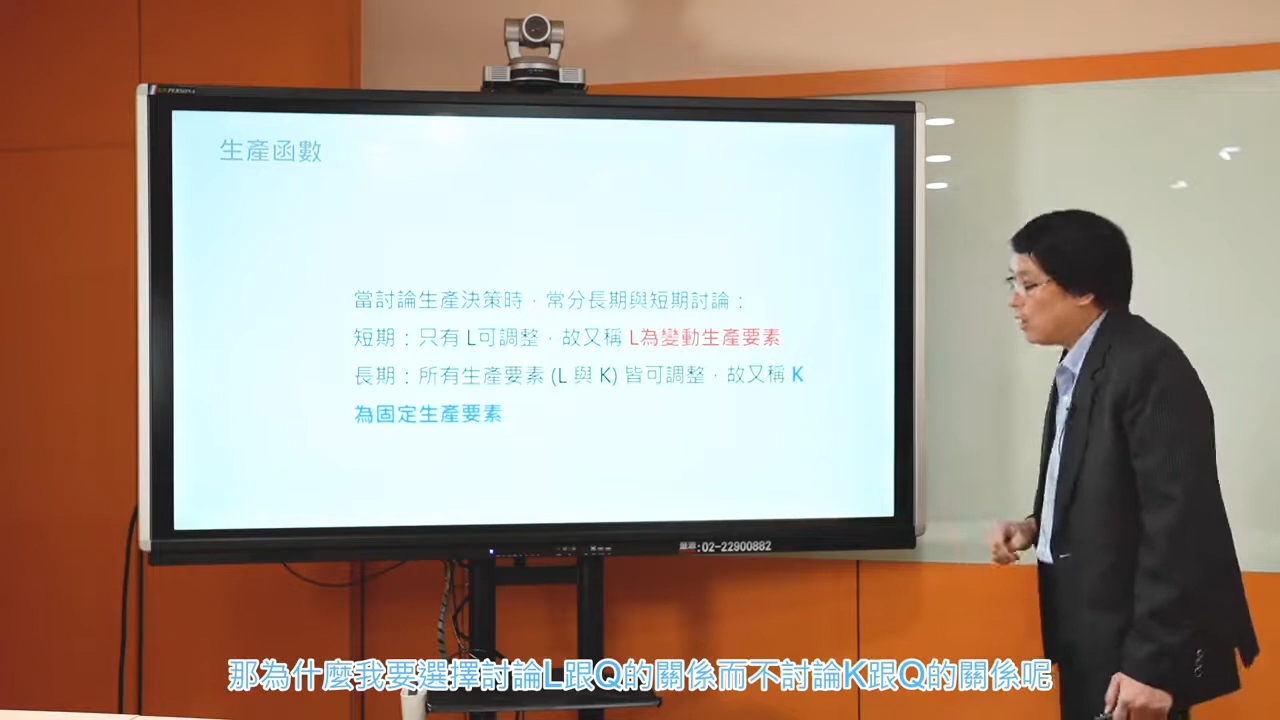 PERSONA
生產函數
當討論生產決策時，常分長期與短期討論：
短期：只有 L可調整，故又稱 L為變動生產要素
長期：所有生產要素 (L 與 K) 皆可調整，故又稱 K
為固定生產要素
:02-22900882
那為什麼我要選擇討論L跟Q的關係而不討論K跟Q的關係呢